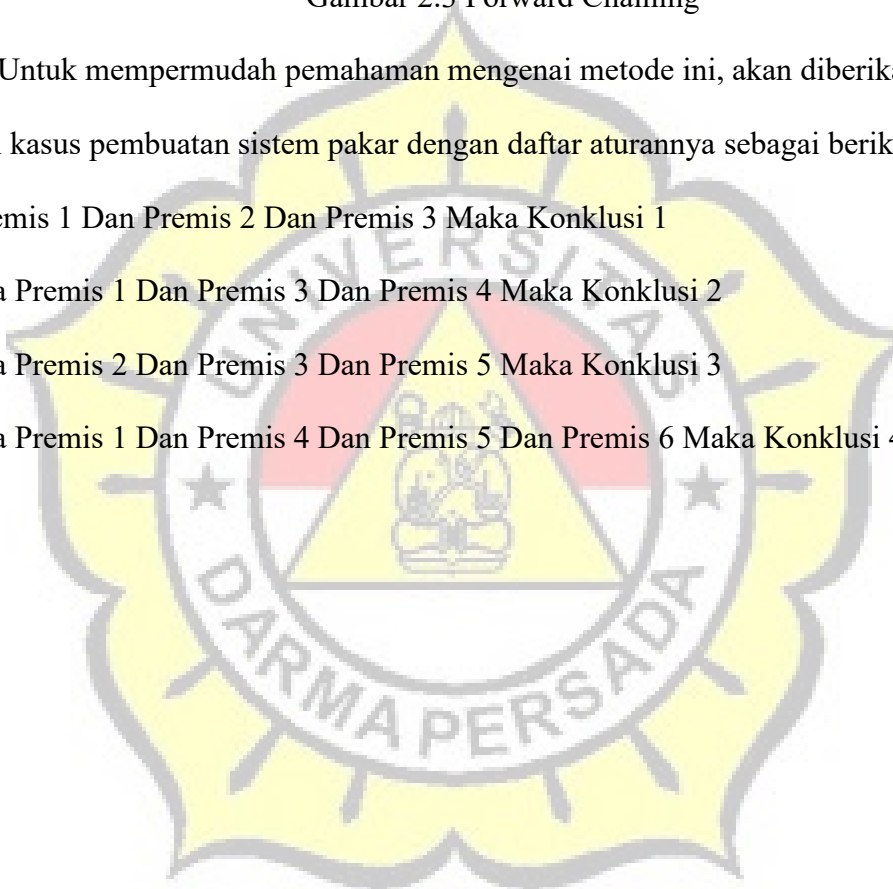 Gambar 2.3 Forward Chaining
Untuk mempermudah pemahaman mengenai metode ini, akan diberika
kasus pembuatan sistem pakar dengan daftar aturannya sebagai berik
emis 1 Dan Premis 2 Dan Premis 3 Maka Konklusi 1
a Premis 1 Dan Premis 3 Dan Premis 4 Maka Konklusi 2
a Premis 2 Dan Premis 3 Dan Premis 5 Maka Konklusi 3
a Premis 1 Dan Premis 4 Dan Premis 5 Dan Premis 6 Maka Konklusi 4
UNIVERSITAS
DARMA PERSADA